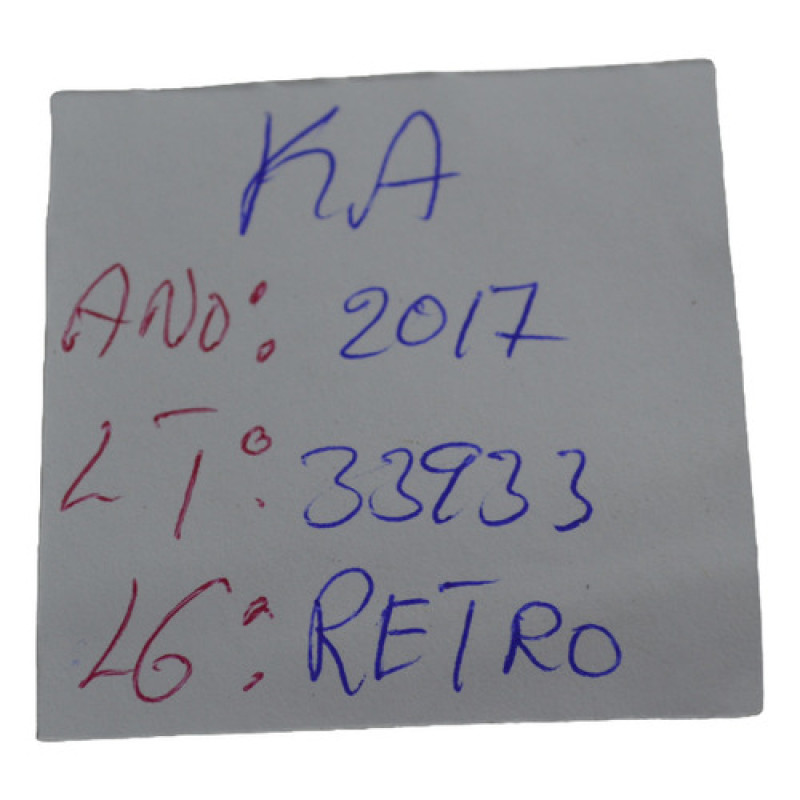 KA
ANO: 2017
LT: 33933
LG: RETRO